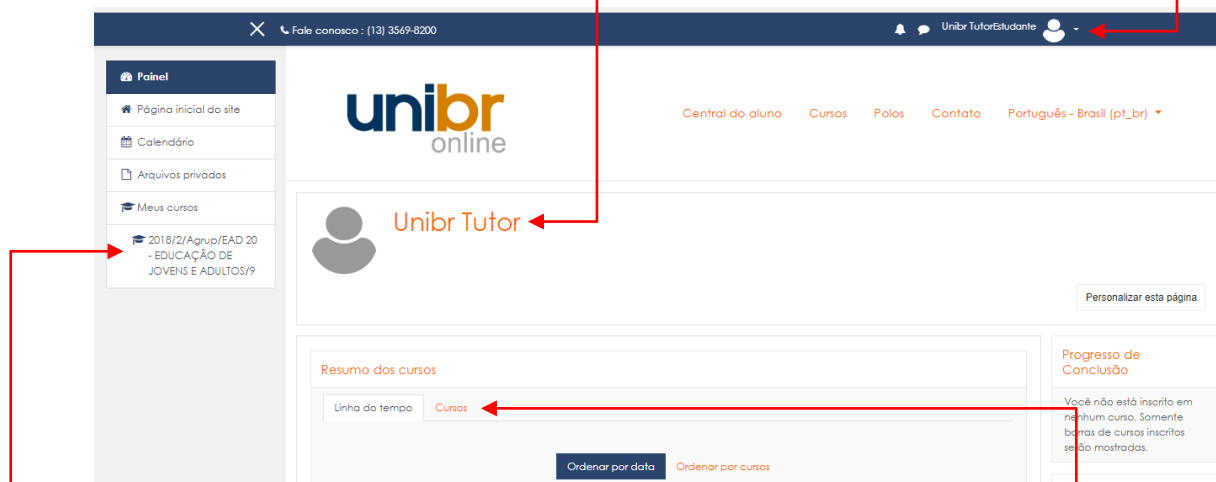 Fale conosco : (13) 3569-8200
Unibr TutorEstudante
Painel
Página inicial do site
Calendário
Arquivos privados
Meus cursos
2018/2/Agrup/EAD 20
- EDUCAÇÃO DE
JOVENS E ADULTOS/9
unibr
online
Central do aluno Cursos Polos Contato Português - Brasil (pt_br)
Unibr Tutor
Personalizar esta página
Resumo dos cursos
Linha do tempo Cursos
Ordenar por data Ordenar por cursos
Progresso de
Conclusão
Você não está inscrito em
nenhum curso. Somente
barras de cursos inscritos
serão mostradas.